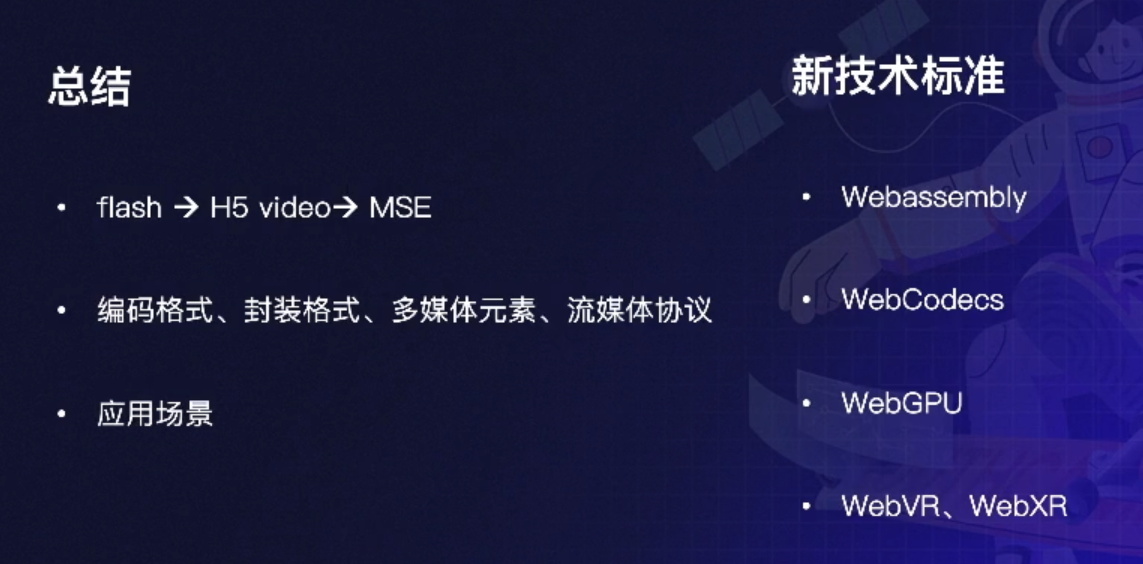 总结
flash → H5 video→ MSE
编码格式、封装格式、多媒体元素、流媒体协议
应用场景
新技术标准
Webassembly
WebCodecs
WebGPU
WebVR、WebXR